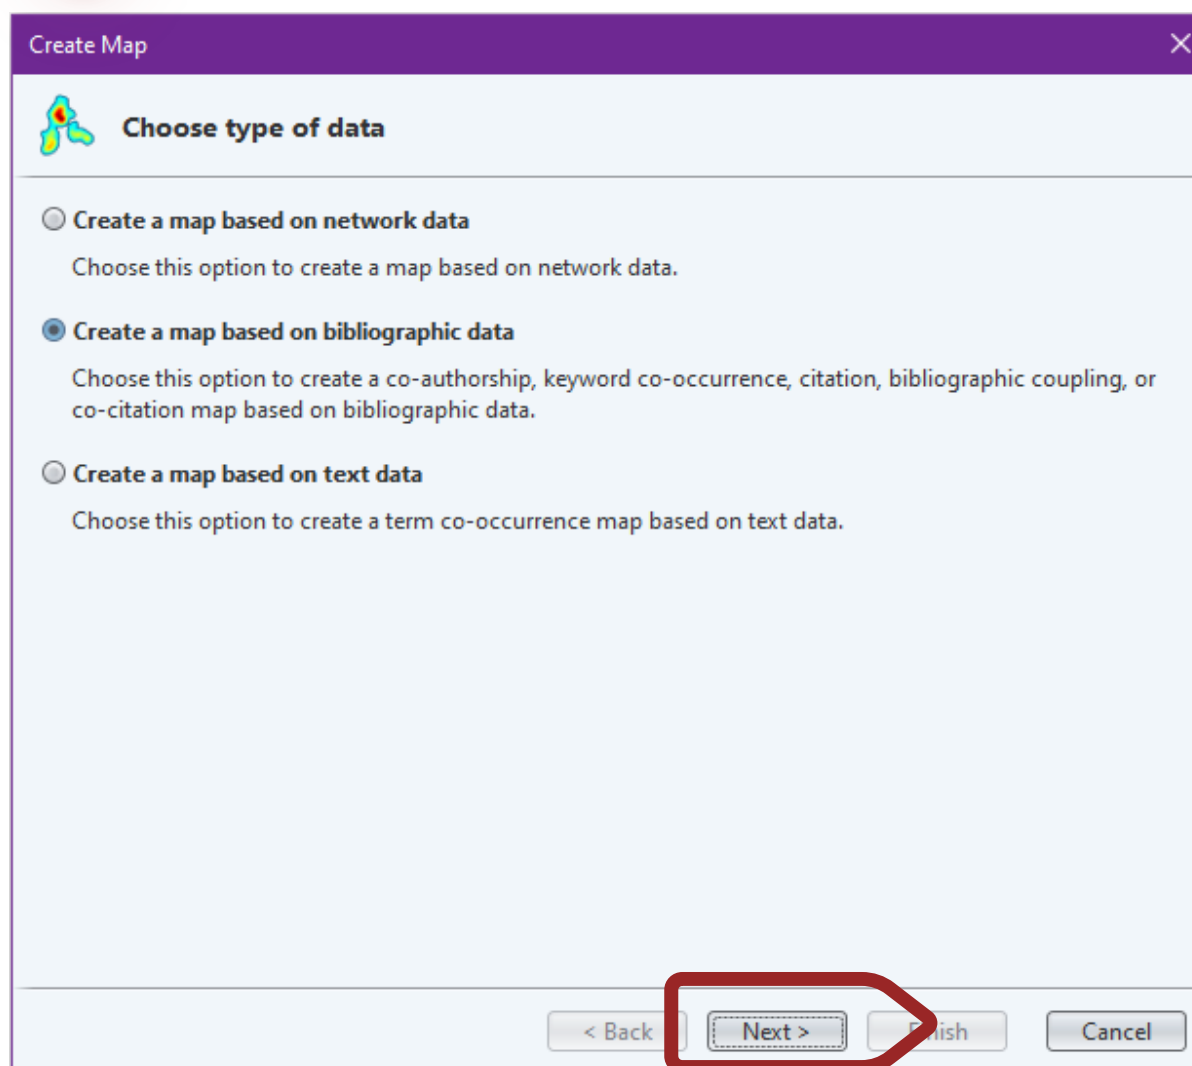 Create Map
Choose type of data
Create a map based on network data
Choose this option to create a map based on network data.
Create a map based on bibliographic data
Choose this option to create a co-authorship, keyword co-occurrence, citation, bibliographic coupling, or
co-citation map based on bibliographic data.
Create a map based on text data
Choose this option to create a term co-occurrence map based on text data.
< Back Next > Finish Cancel